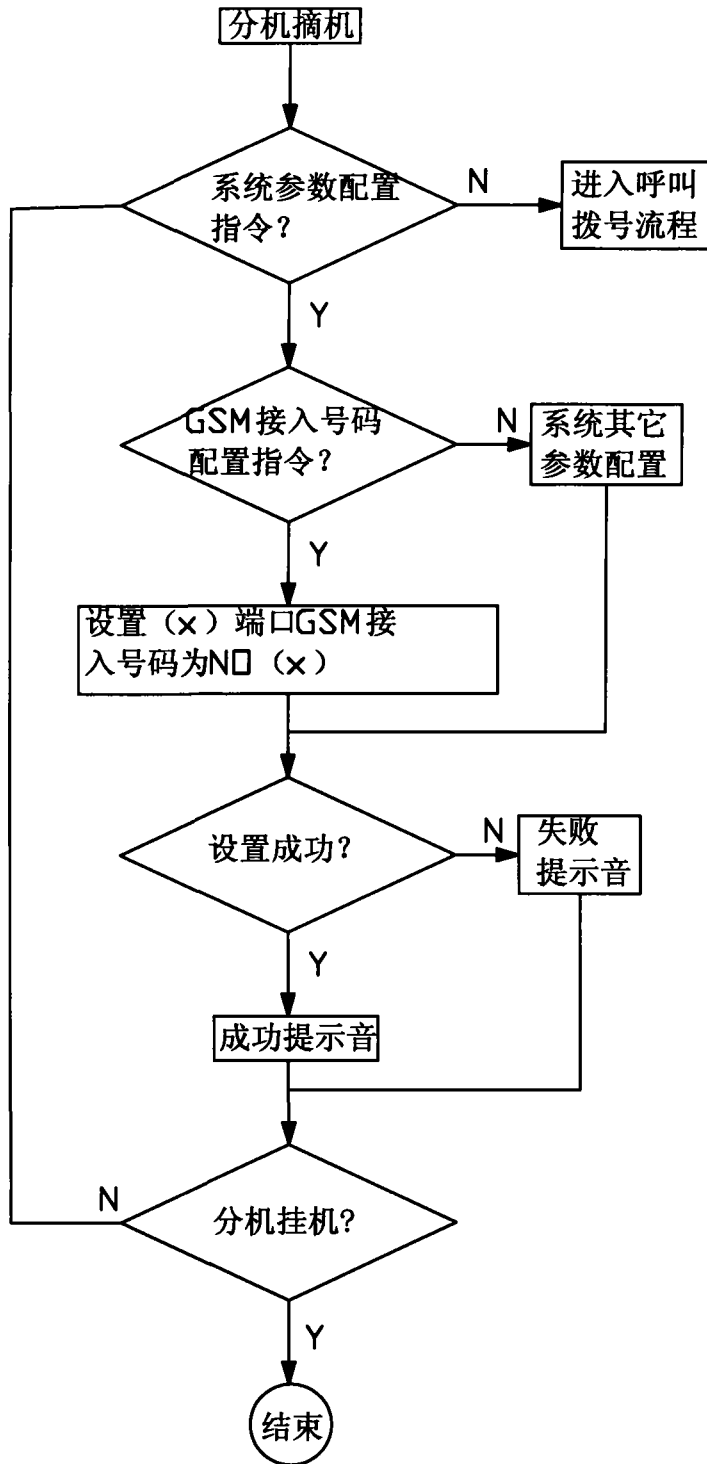 分机摘机
系统参数配置
指令？
N
进入呼叫
拨号流程
Y
GSM接入号码
配置指令？
N
系统其它
参数配置
Y
设置（x）端口GSM接
入号码为NO（x）
设置成功？
N
失败
提示音
Y
成功提示音
N
分机挂机？
Y
结束